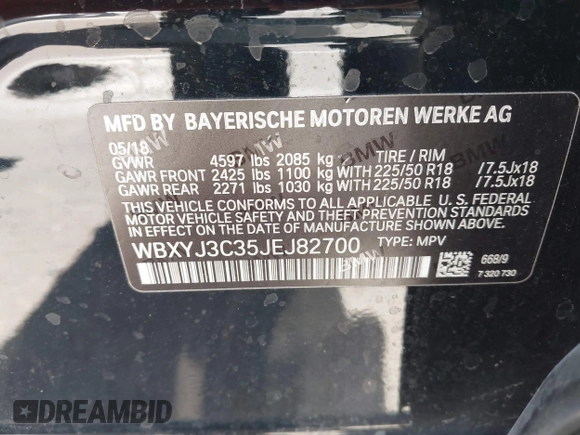 MFD BY BAYERISCHE MOTOREN WERKE AG
05/18
GVWR 4597 lbs 2085 kg TIRE / RIM
GAWR FRONT 2425 lbs 1100 kg WITH 225/50 R18 /7.5Jx18
GAWR REAR 2271 lbs 1030 kg WITH 225/50 R18 /7.5Jx18
THIS VEHICLE CONFORMS TO ALL APPLICABLE U. S. FEDERAL
MOTOR VEHICLE SAFETY AND THEFT PREVENTION STANDARDS
IN EFFECT ON THE DATE OF MANUFACTURE SHOWN ABOVE.
WBXYJ3C35JEJ82700 TYPE: MPV
668/9
7 320 730
DREAMBID